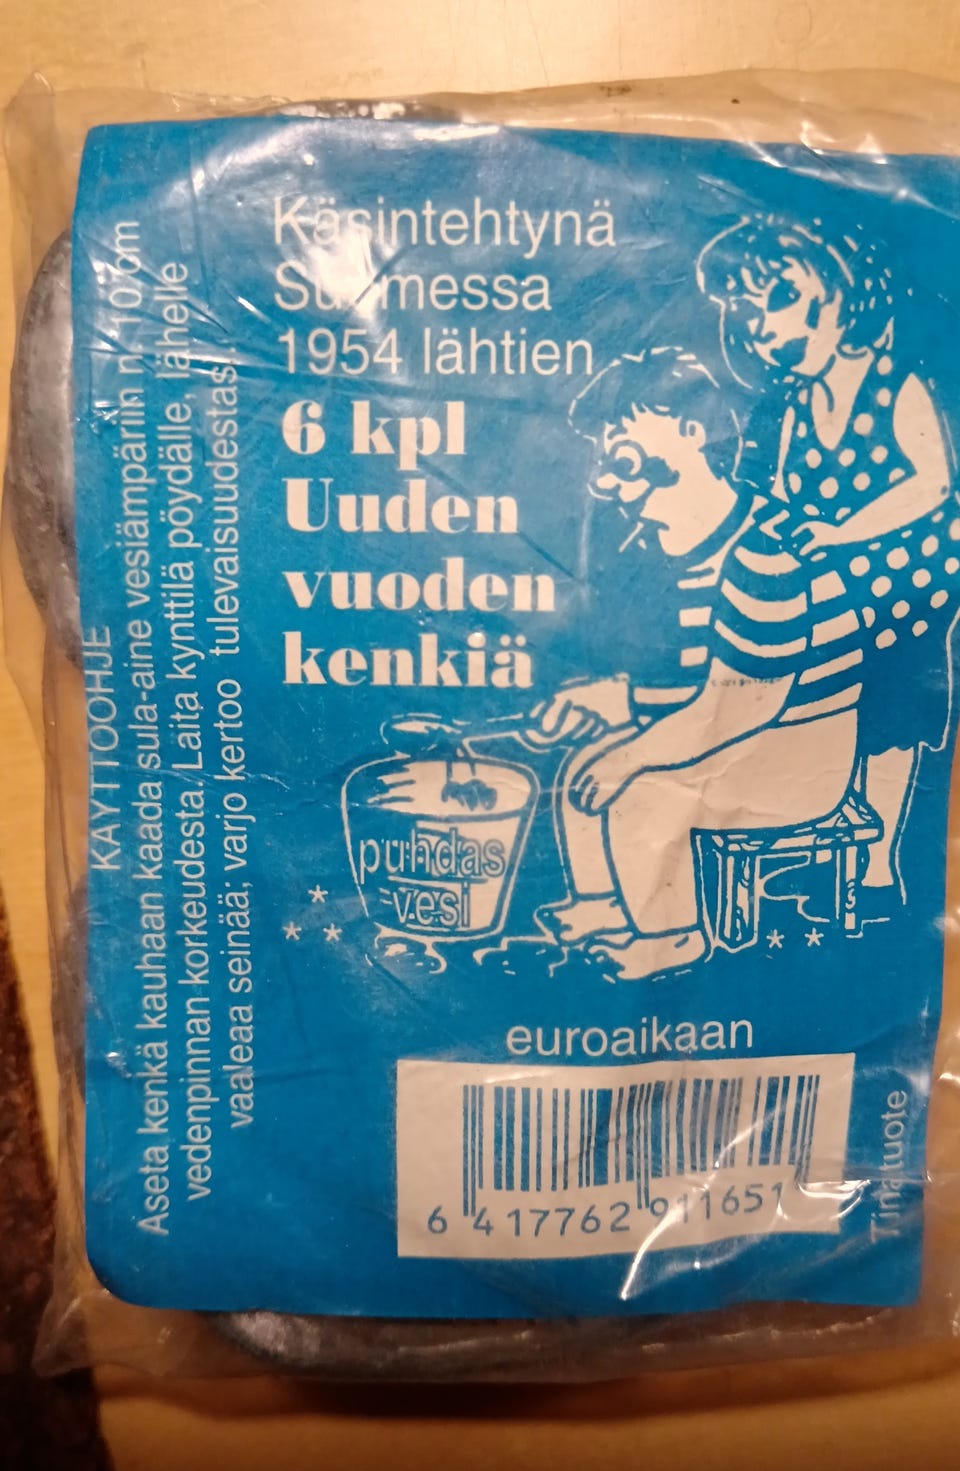 Käsintehtynä
Suomessa
1954 lähtien
6 kpl
Uuden
vuoden
kenkiä
puhdas
vesi
euroaikaan
6 417762 911651
Tinatuote
KÄYTTÖOHJE
Aseta kenkä kauhaan kaada sula-aine vesiämpäriin n. 10 cm
vedenpinnan korkeudesta. Laita kynttilä pöydälle, lähelle
vaaleaa seinää; varjo kertoo tulevaisuudestasi